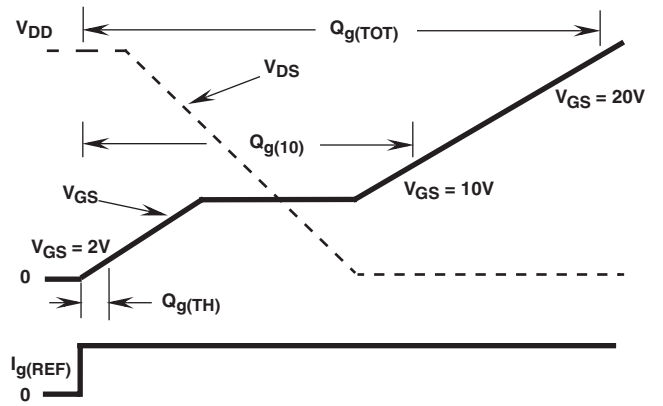 VDD
Qg(TOT)
VDS
VGS = 20V
Qg(10)
VGS
VGS = 10V
VGS = 2V
0
Qg(TH)
Ig(REF)
0